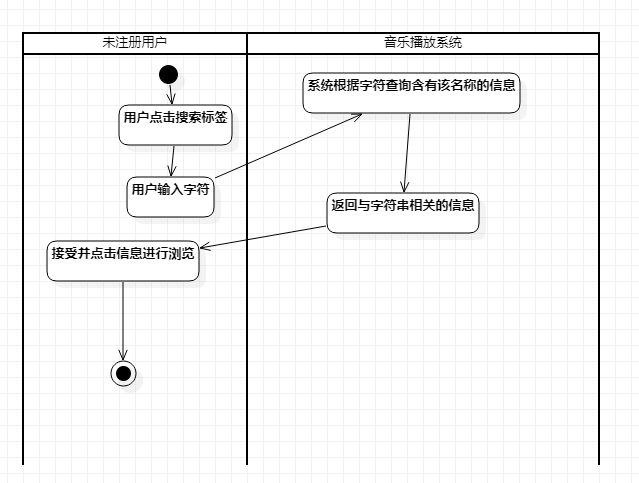 未注册用户
音乐播放系统
系统根据字符查询含有该名称的信息
用户点击搜索标签
用户输入字符
返回与字符串相关的信息
接受并点击信息进行浏览